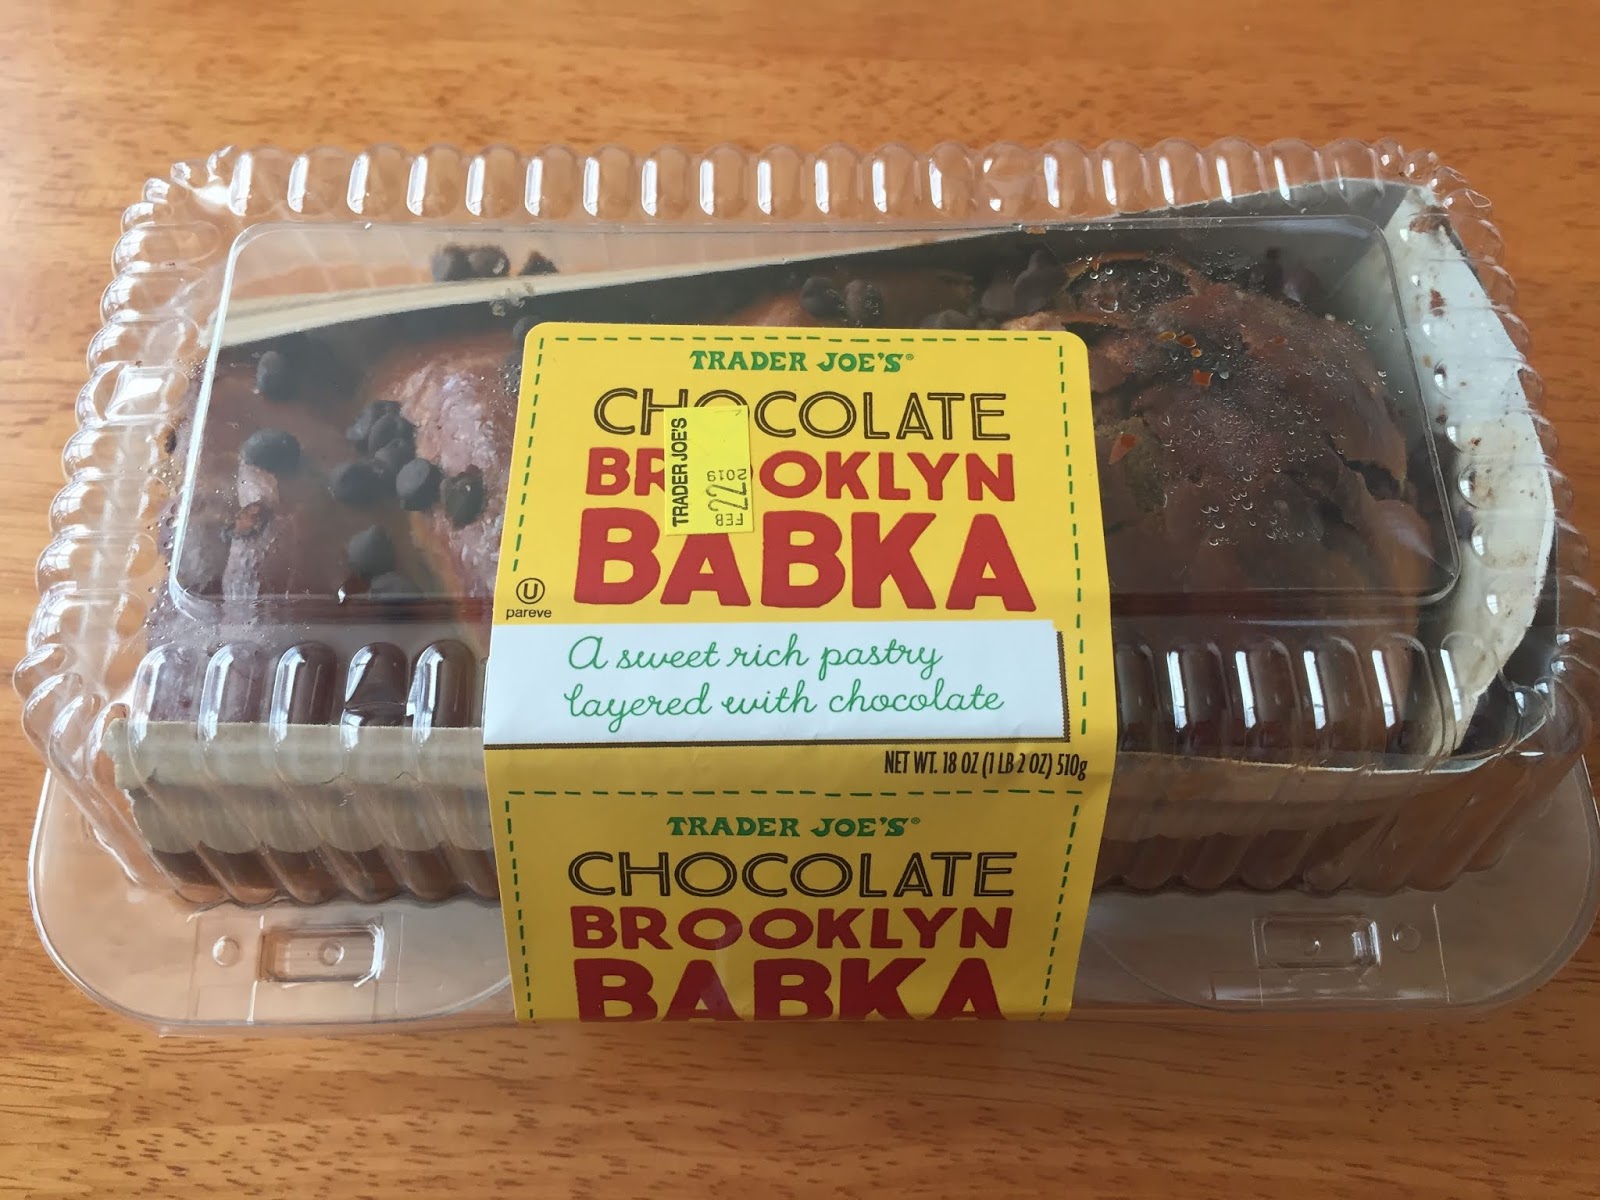 TRADER JOE'S®
CHOCOLATE
BROOKLYN
BABKA
TRADER JOE'S
FEB
22
2019
U
pareve
A sweet rich pastry
layered with chocolate
NET WT. 18 OZ (1 LB 2 OZ) 510g
TRADER JOE'S®
CHOCOLATE
BROOKLYN
BABKA